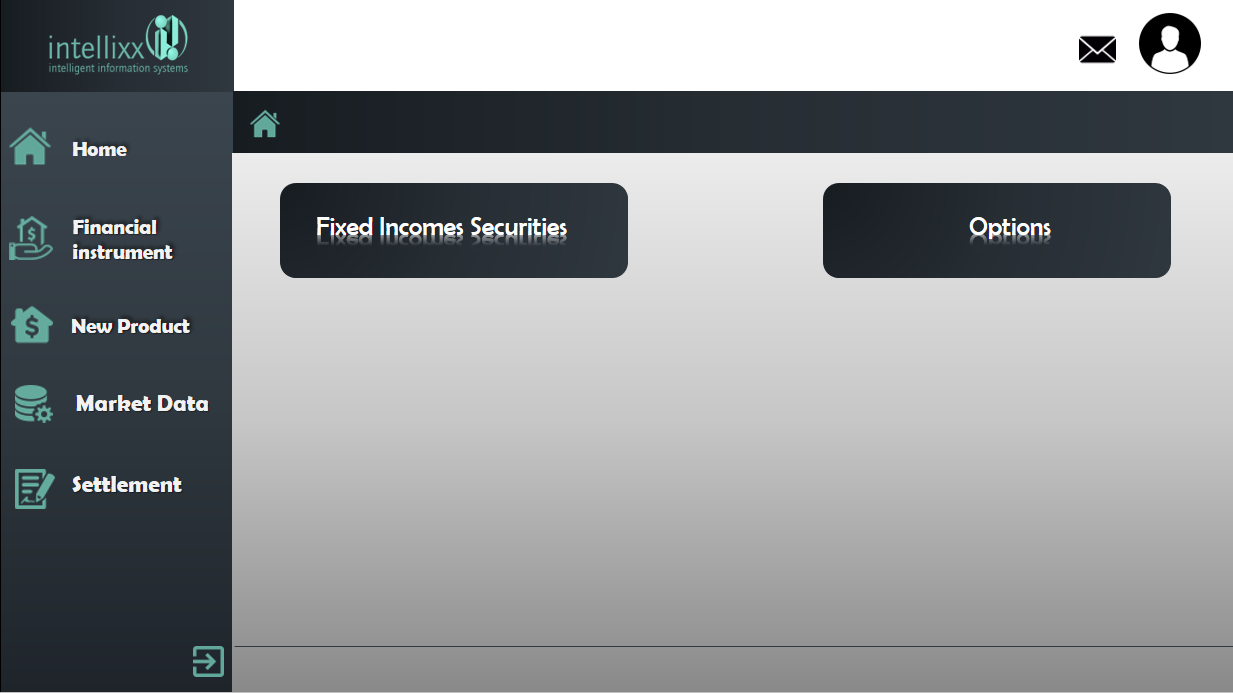 intellixx
intelligent information systems
Home
Financial
instrument
New Product
Market Data
Settlement
Fixed Incomes Securities
Options